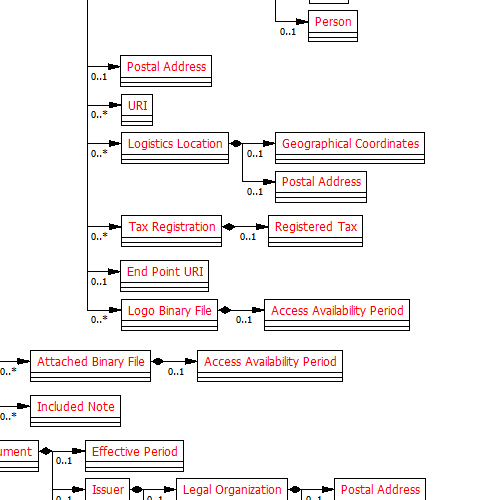 Person
0..1
Postal Address
0..1
URI
0..*
Logistics Location
0..*
Geographical Coordinates
0..1
Postal Address
0..1
Tax Registration
0..*
Registered Tax
0..1
End Point URI
0..1
Logo Binary File
0..*
Access Availability Period
0..1
Attached Binary File
0..*
Access Availability Period
0..1
Included Note
0..*
ument
Effective Period
0..1
Issuer
Legal Organization
Postal Address
0..1
0..1
0..1